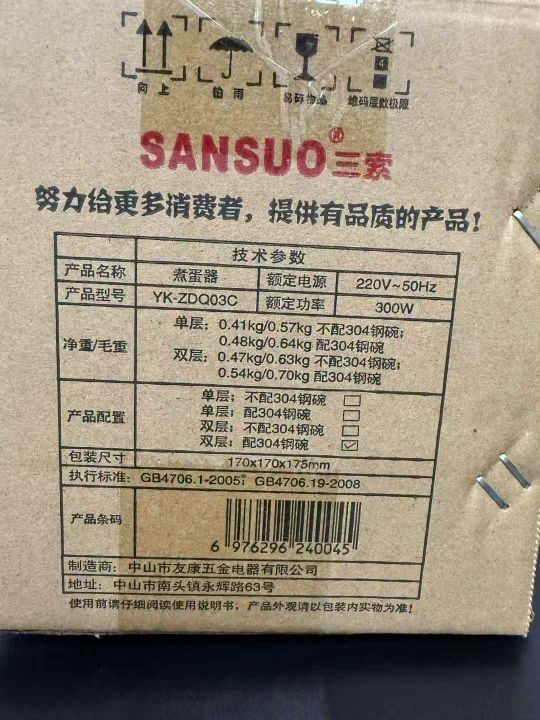 4
向上 怕雨 易碎物品 堆码层数极限
SANSUO®三索
努力给更多消费者，提供有品质的产品！
技术参数
产品名称 煮蛋器 额定电源 220V~50Hz
产品型号 YK-ZDQ03C 额定功率 300W
净重/毛重
单层：0.41kg/0.57kg 不配304钢碗；
0.48kg/0.64kg 配304钢碗
双层：0.47kg/0.63kg 不配304钢碗；
0.54kg/0.70kg 配304钢碗
产品配置
单层：不配304钢碗 □
单层：配304钢碗 □
双层：不配304钢碗 □
双层：配304钢碗 ☑
包装尺寸 170x170x175mm
执行标准：GB4706.1-2005；GB4706.19-2008
产品条码
6 976296 240045
制造商：中山市友康五金电器有限公司
地址：中山市南头镇永辉路63号
使用前请仔细阅读使用说明书，产品外观请以包装内实物为准！